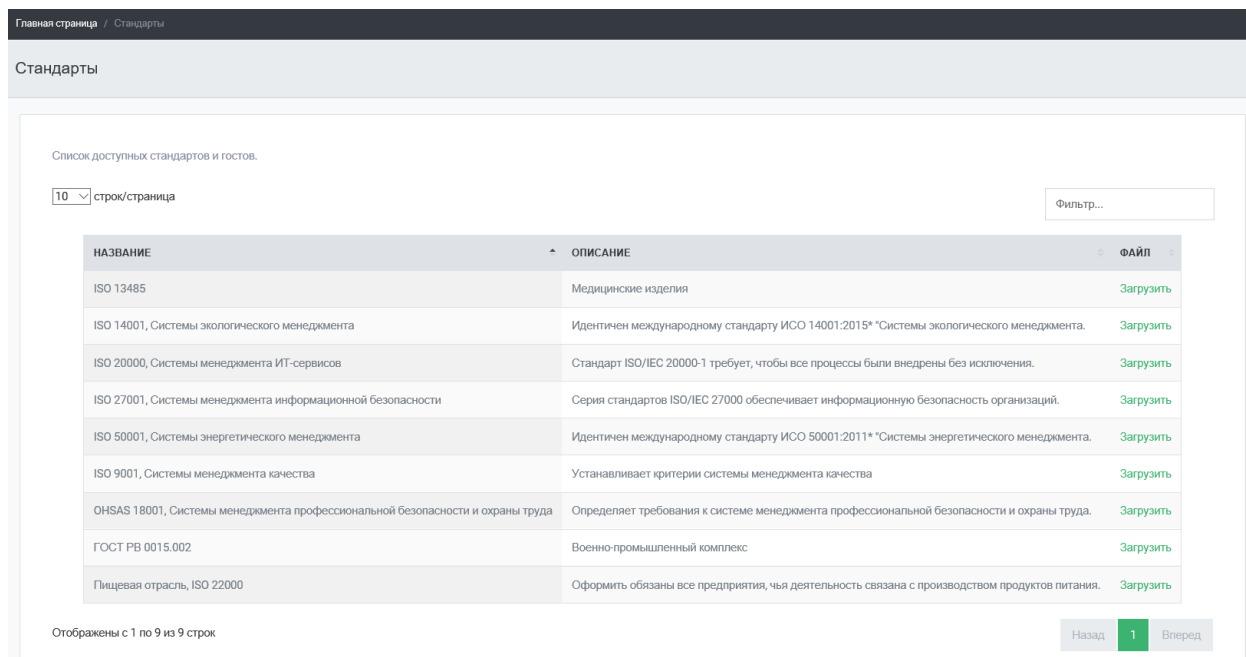 Главная страница / Стандарты
Стандарты
Список доступных стандартов и гостов.
10 строк/страница
Фильтр...
НАЗВАНИЕ ОПИСАНИЕ ФАЙЛ
ISO 13485 Медицинские изделия Загрузить
ISO 14001, Системы экологического менеджмента Идентичен международному стандарту ИСО 14001:2015* "Системы экологического менеджмента. Загрузить
ISO 20000, Системы менеджмента ИТ-сервисов Стандарт ISO/IEC 20000-1 требует, чтобы все процессы были внедрены без исключения. Загрузить
ISO 27001, Системы менеджмента информационной безопасности Серия стандартов ISO/IEC 27000 обеспечивает информационную безопасность организаций. Загрузить
ISO 50001, Системы энергетического менеджмента Идентичен международному стандарту ИСО 50001:2011* "Системы энергетического менеджмента. Загрузить
ISO 9001, Системы менеджмента качества Устанавливает критерии системы менеджмента качества Загрузить
OHSAS 18001, Системы менеджмента профессиональной безопасности и охраны труда Определяет требования к системе менеджмента профессиональной безопасности и охраны труда. Загрузить
ГОСТ РВ 0015.002 Военно-промышленный комплекс Загрузить
Пищевая отрасль, ISO 22000 Оформить обязаны все предприятия, чья деятельность связана с производством продуктов питания. Загрузить
Отображены с 1 по 9 из 9 строк
Назад 1 Вперед